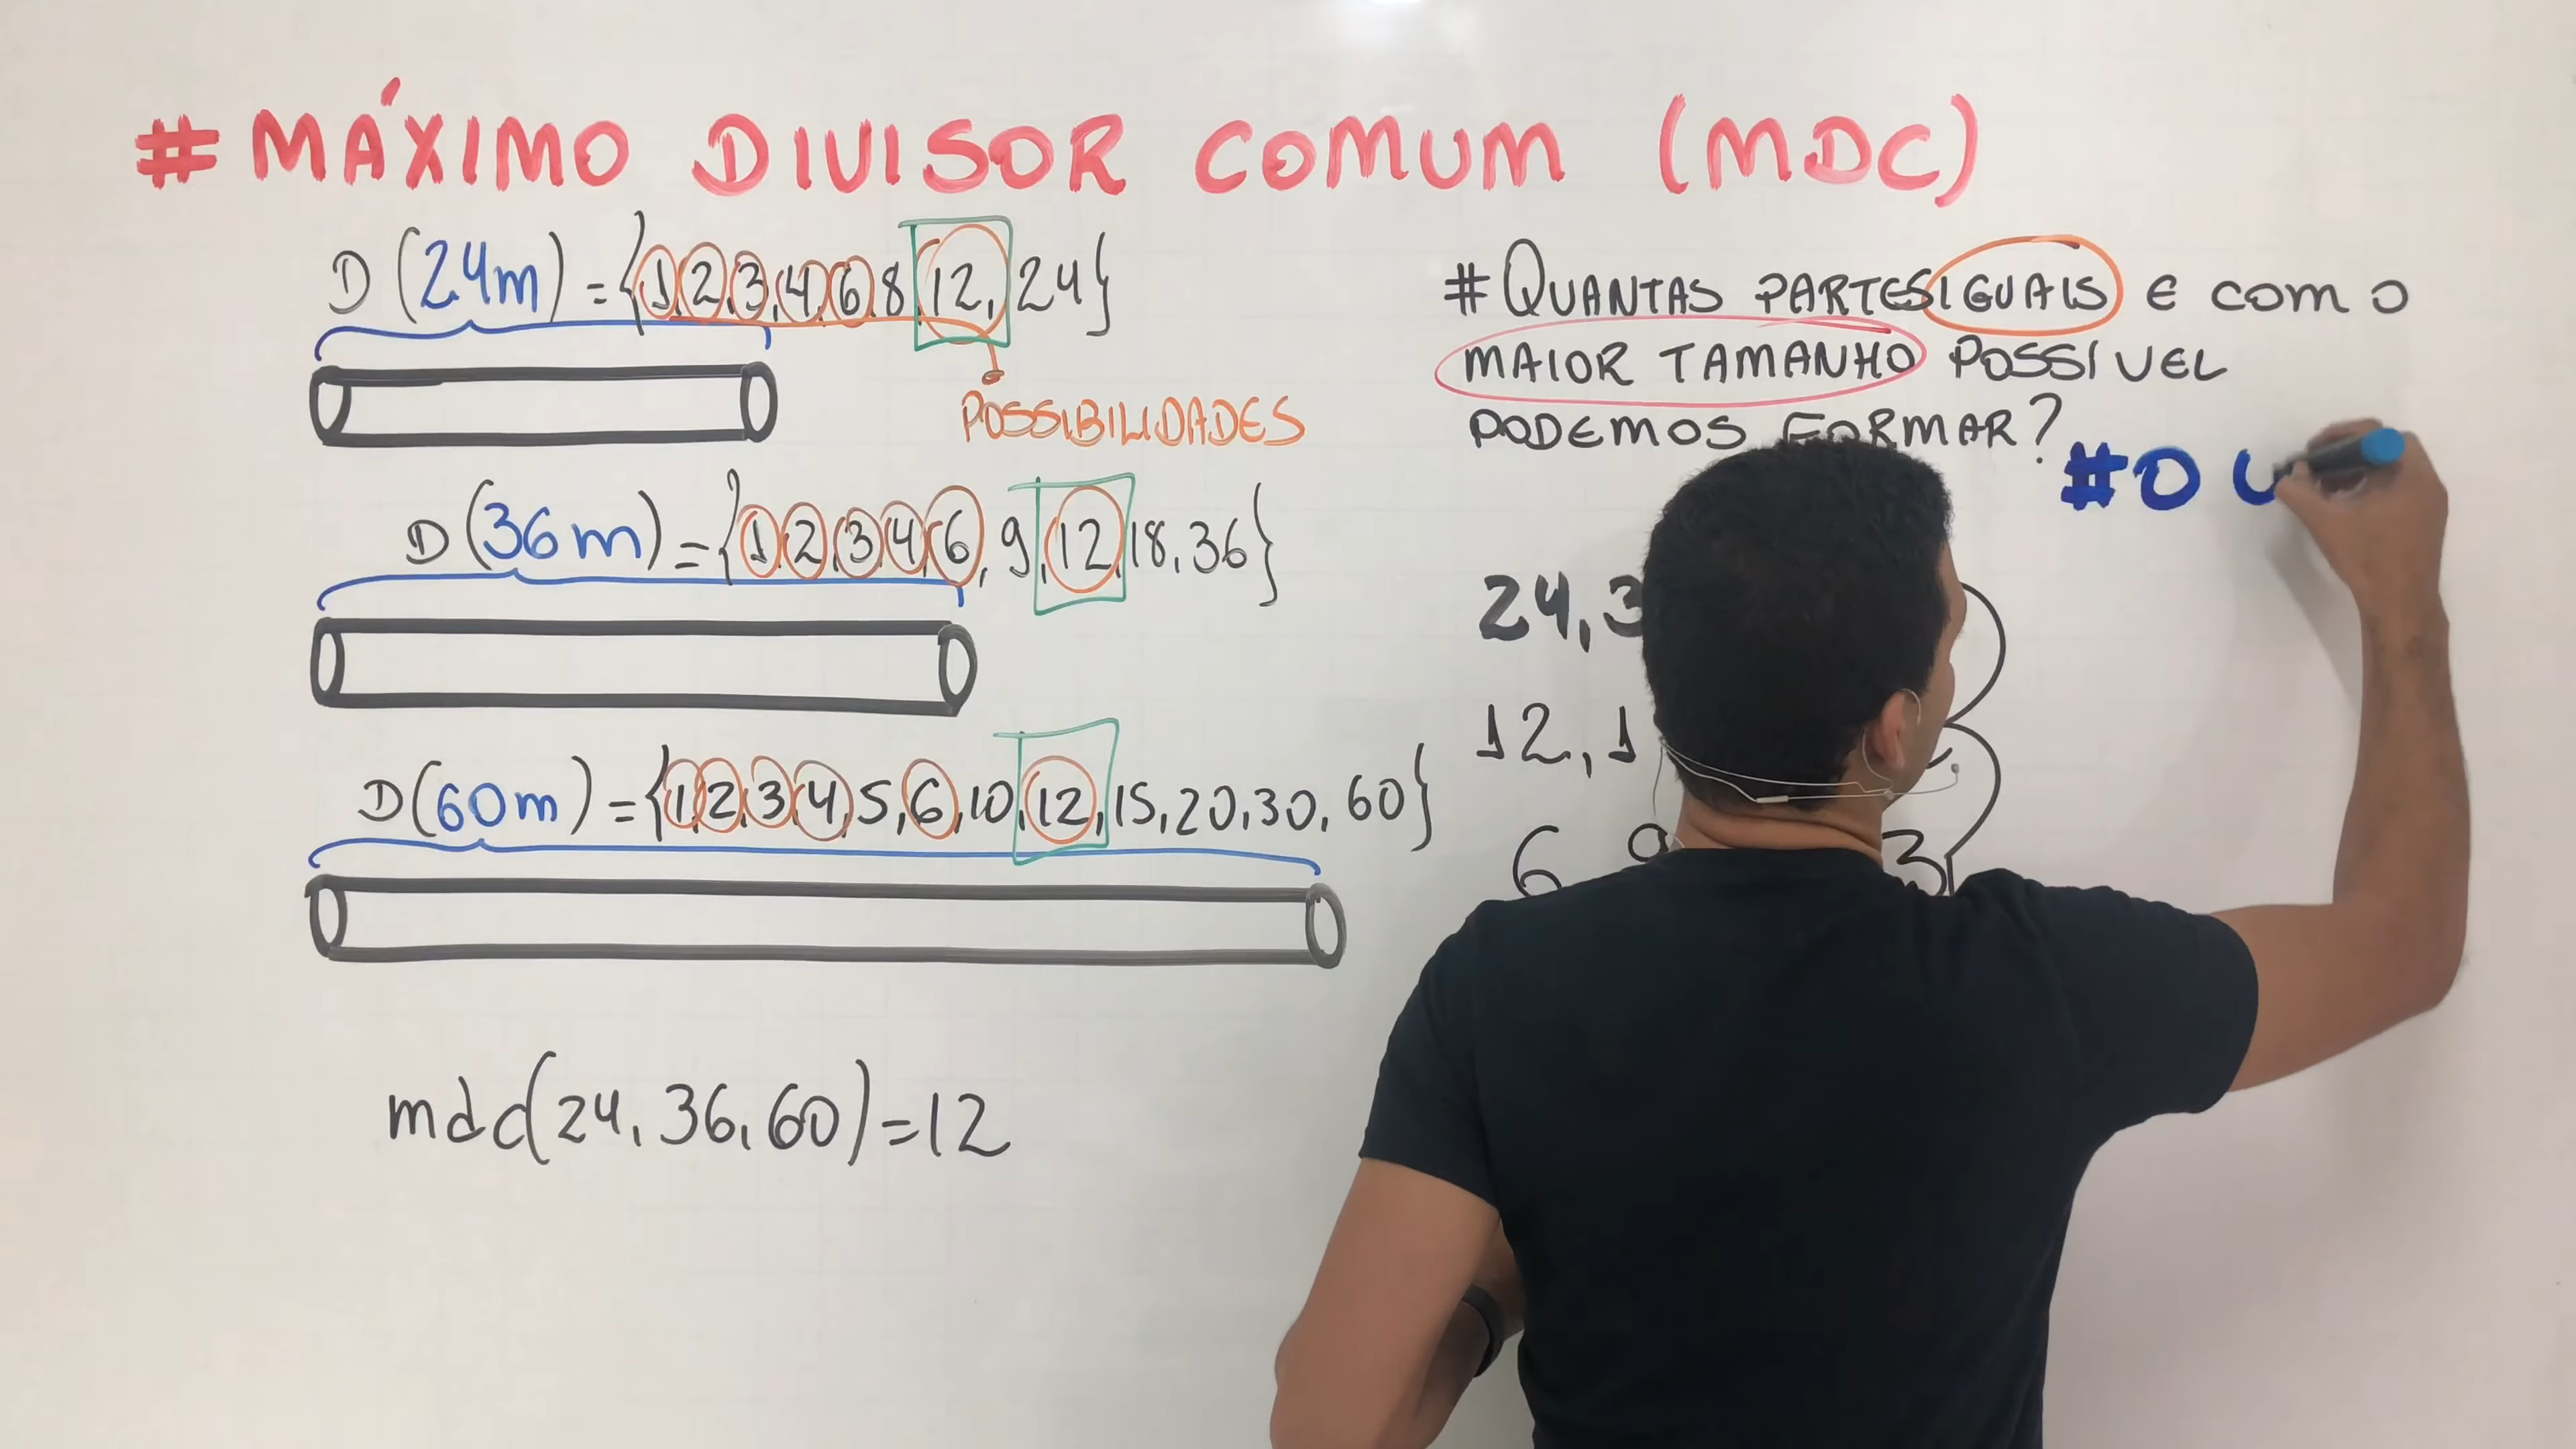 # MÁXIMO DIVISOR COMUM (MDC)
D (24m) = {1,2,3,4,6,8,12,24}
POSSIBILIDADES
D (36m) = {1,2,3,4,6,9,12,18,36}
D (60m) = {1,2,3,4,5,6,10,12,15,20,30,60}
mdc(24,36,60)=12
# QUANTAS PARTES IGUAIS E COM O
MAIOR TAMANHO POSSIVEL
PODEMOS FORMAR?
#O
24,3
12,1
6 9 3